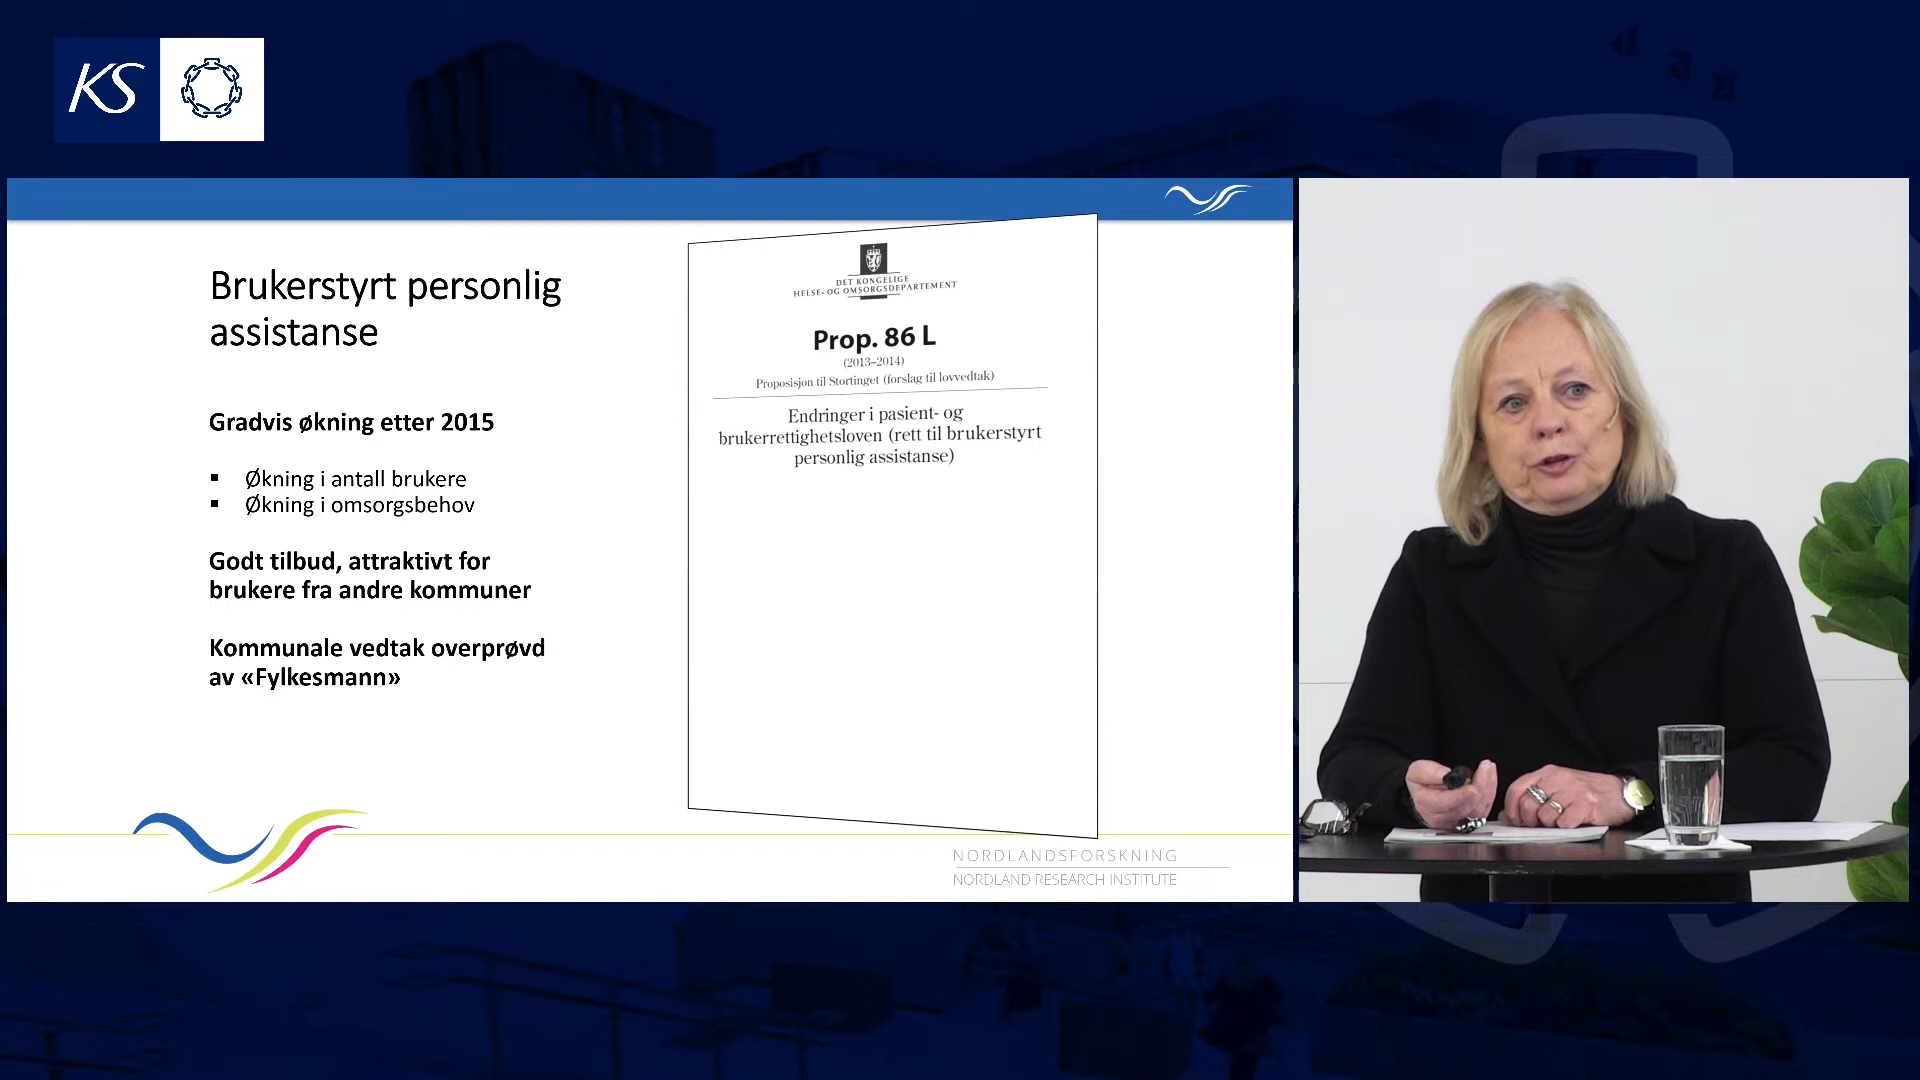 KS
Brukerstyrt personlig
assistanse
Gradvis økning etter 2015
▪ Økning i antall brukere
▪ Økning i omsorgsbehov
Godt tilbud, attraktivt for
brukere fra andre kommuner
Kommunale vedtak overprøvd
av «Fylkesmann»
DET KONGELIGE
HELSE- OG OMSORGSDEPARTEMENT
Prop. 86 L
(2013–2014)
Proposisjon til Stortinget (forslag til lovvedtak)
Endringer i pasient- og
brukerrettighetsloven (rett til brukerstyrt
personlig assistanse)
NORDLANDSFORSKNING
NORDLAND RESEARCH INSTITUTE